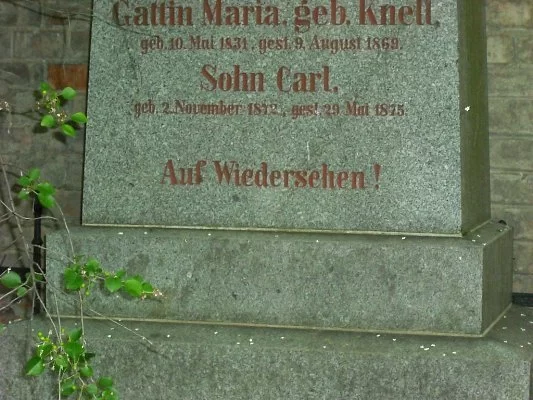 Gattin Maria, geb. Knell,
geb. 10. Mai 1831, gest. 9. August 1869.
Sohn Carl,
geb. 2. November 1872, gest. 29. Mai 1875.
Auf Wiedersehen!